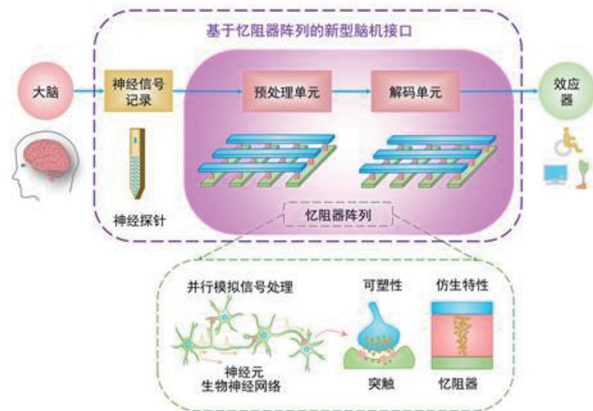 基于忆阻器阵列的新型脑机接口
大脑
神经信号
记录
预处理单元
解码单元
效应
器
神经探针
忆阻器阵列
并行模拟信号处理
可塑性
仿生特性
神经元
生物神经网络
突触
忆阻器